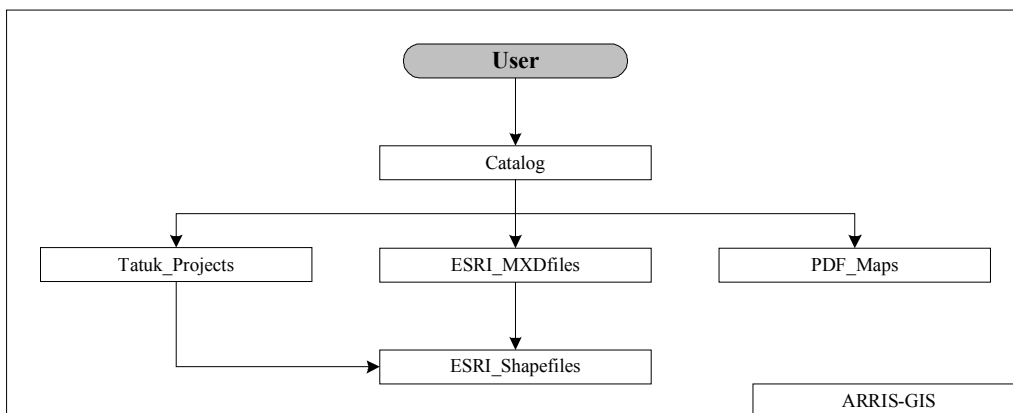 User
Catalog
Tatuk_Projects
ESRI_MXDfiles
PDF_Maps
ESRI_Shapefiles
ARRIS-GIS